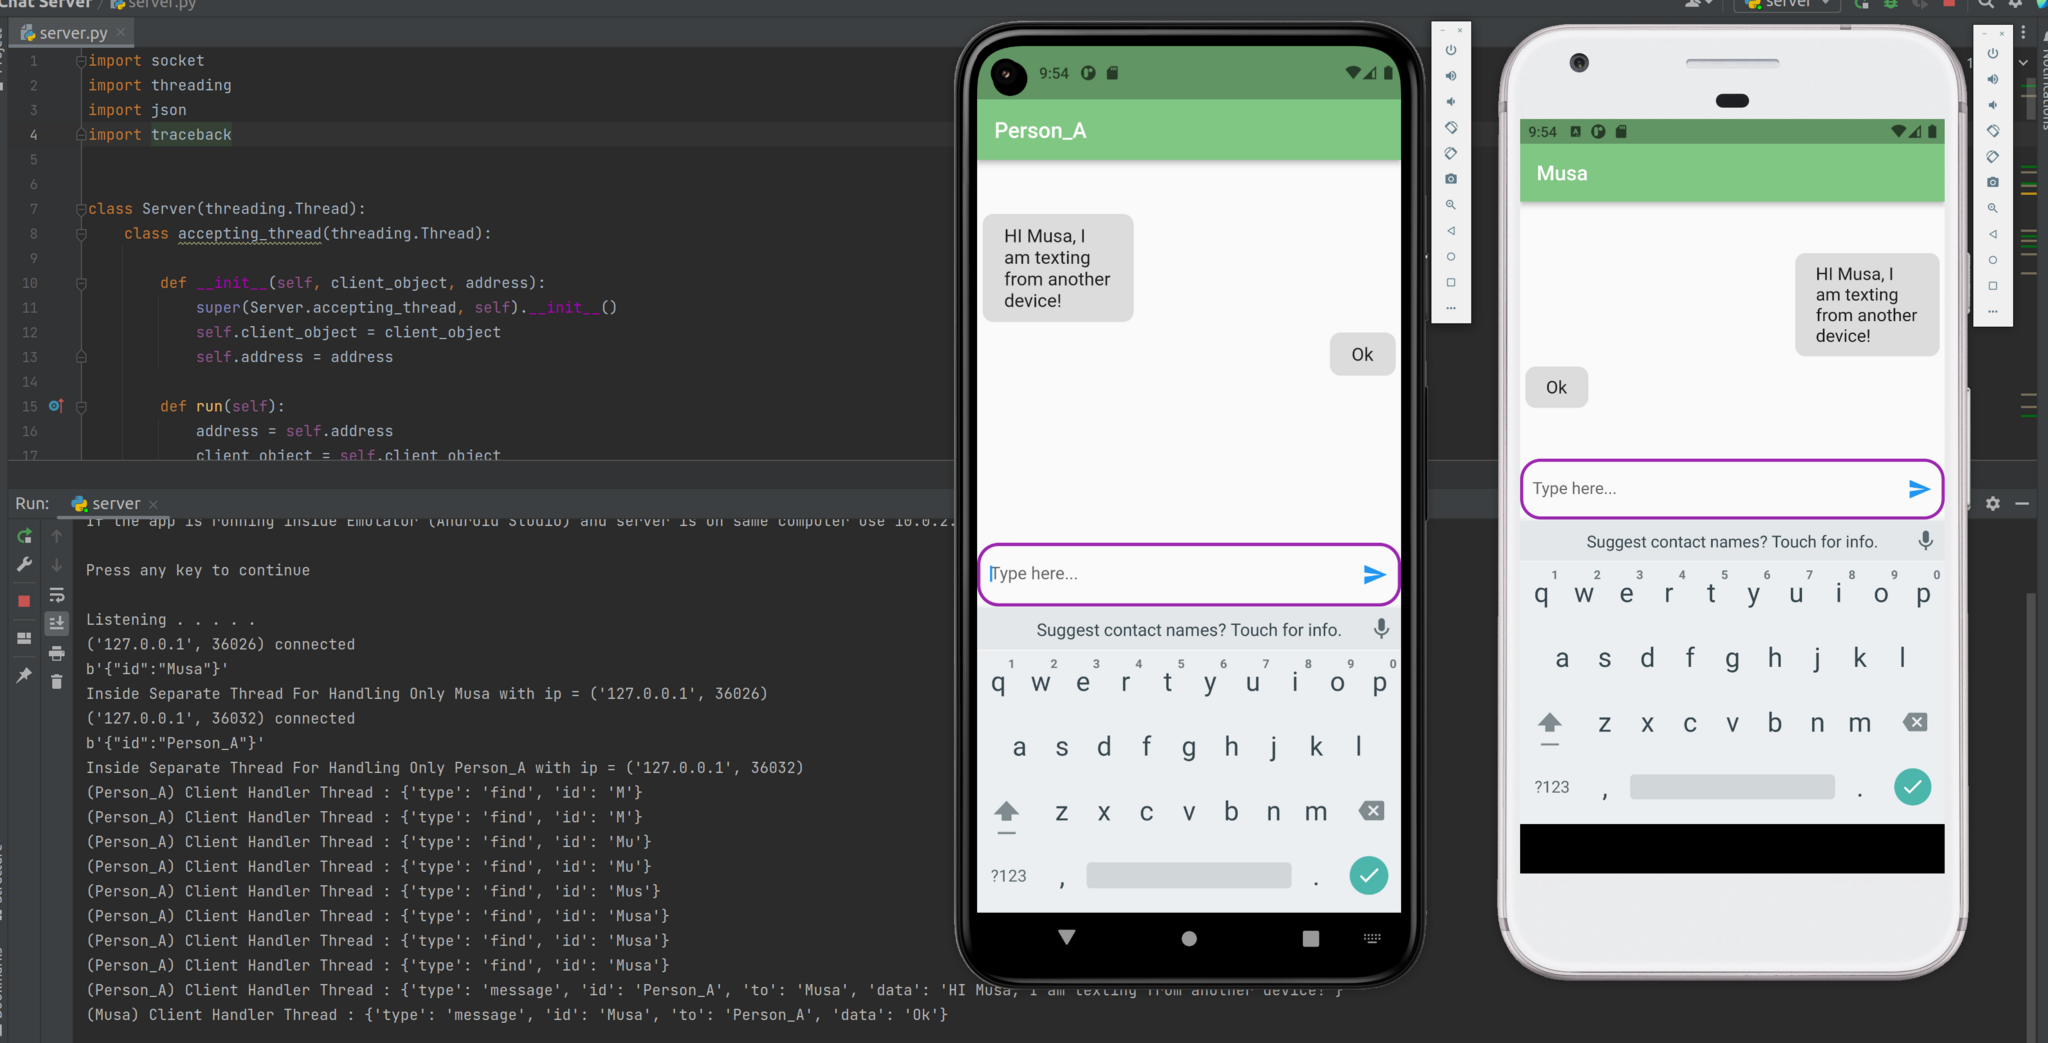 Chat Server / server.py
server
server.py
1 import socket
2 import threading
3 import json
4 import traceback
5
6
7 class Server(threading.Thread):
8 class accepting_thread(threading.Thread):
9
10 def __init__(self, client_object, address):
11 super(Server.accepting_thread, self).__init__()
12 self.client_object = client_object
13 self.address = address
14
15 def run(self):
16 address = self.address
17 client_object = self.client_object
Run: server
If the app is running inside Emulator (Android Studio) and server is on same computer use 10.0.2.
Press any key to continue
Listening . . . . .
('127.0.0.1', 36026) connected
b'{"id":"Musa"}'
Inside Separate Thread For Handling Only Musa with ip = ('127.0.0.1', 36026)
('127.0.0.1', 36032) connected
b'{"id":"Person_A"}'
Inside Separate Thread For Handling Only Person_A with ip = ('127.0.0.1', 36032)
(Person_A) Client Handler Thread : {'type': 'find', 'id': 'M'}
(Person_A) Client Handler Thread : {'type': 'find', 'id': 'M'}
(Person_A) Client Handler Thread : {'type': 'find', 'id': 'Mu'}
(Person_A) Client Handler Thread : {'type': 'find', 'id': 'Mu'}
(Person_A) Client Handler Thread : {'type': 'find', 'id': 'Mus'}
(Person_A) Client Handler Thread : {'type': 'find', 'id': 'Musa'}
(Person_A) Client Handler Thread : {'type': 'find', 'id': 'Musa'}
(Person_A) Client Handler Thread : {'type': 'find', 'id': 'Musa'}
(Person_A) Client Handler Thread : {'type': 'message', 'id': 'Person_A', 'to': 'Musa', 'data': 'HI Musa, I am texting from another device!'}
(Musa) Client Handler Thread : {'type': 'message', 'id': 'Musa', 'to': 'Person_A', 'data': 'Ok'}
9:54
Person_A
HI Musa, I
am texting
from another
device!
Ok
Type here...
Suggest contact names? Touch for info.
1 2 3 4 5 6 7 8 9 0
q w e r t y u i o p
a s d f g h j k l
z x c v b n m
?123 , .
9:54
Musa
HI Musa, I
am texting
from another
device!
Ok
Type here...
Suggest contact names? Touch for info.
1 2 3 4 5 6 7 8 9 0
q w e r t y u i o p
a s d f g h j k l
z x c v b n m
?123 , .
Notifications